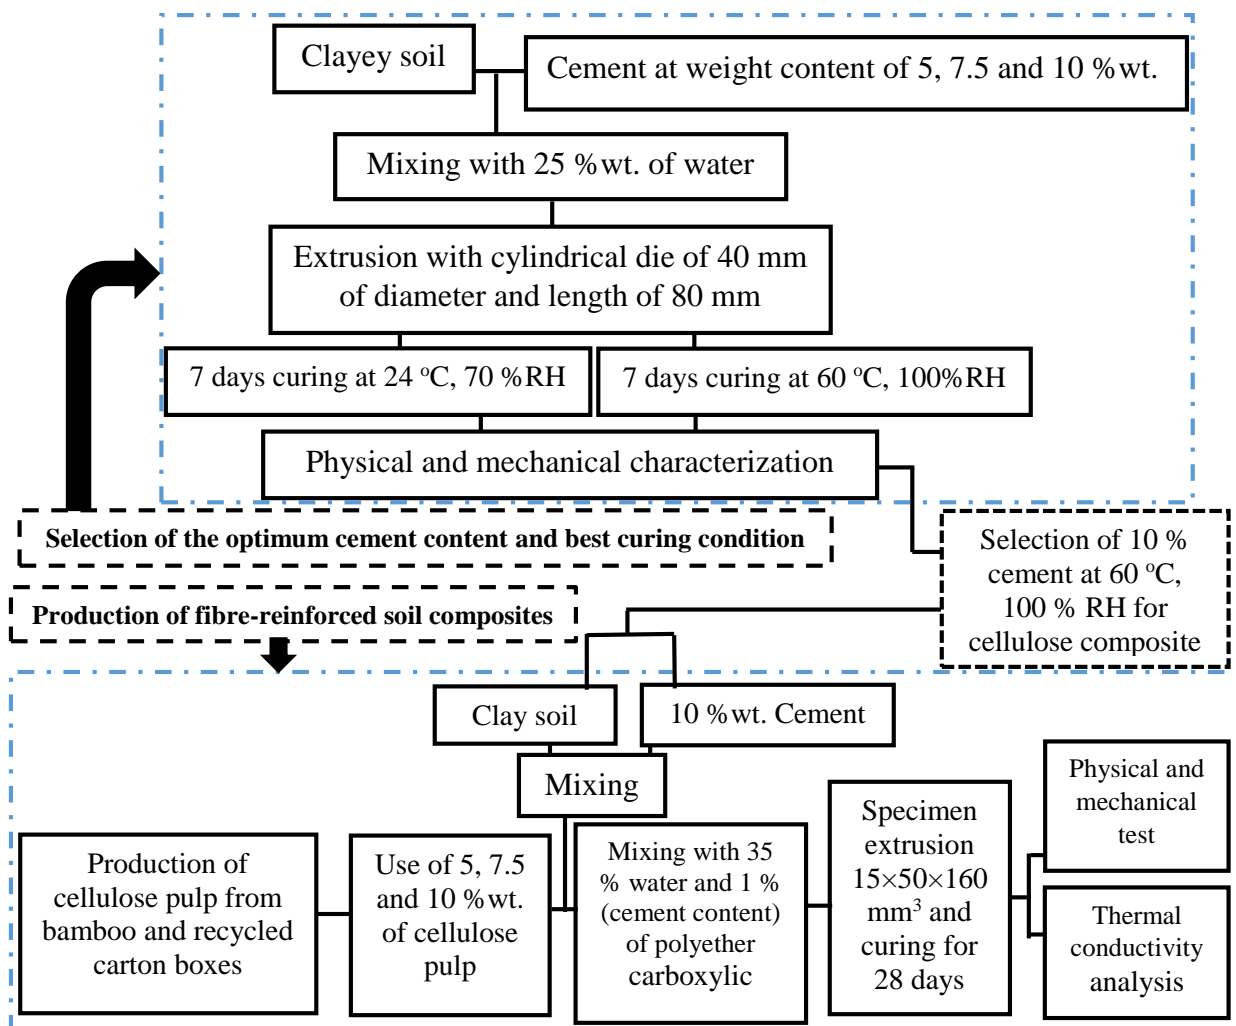 Clayey soil
Cement at weight content of 5, 7.5 and 10 %wt.
Mixing with 25 %wt. of water
Extrusion with cylindrical die of 40 mm
of diameter and length of 80 mm
7 days curing at 24 ºC, 70 %RH
7 days curing at 60 ºC, 100%RH
Physical and mechanical characterization
Selection of the optimum cement content and best curing condition
Selection of 10 %
cement at 60 ºC,
100 % RH for
cellulose composite
Production of fibre-reinforced soil composites
Clay soil
10 %wt. Cement
Mixing
Production of
cellulose pulp from
bamboo and recycled
carton boxes
Use of 5, 7.5
and 10 %wt.
of cellulose
pulp
Mixing with 35
% water and 1 %
(cement content)
of polyether
carboxylic
Specimen
extrusion
15×50×160
mm³ and
curing for
28 days
Physical and
mechanical
test
Thermal
conductivity
analysis